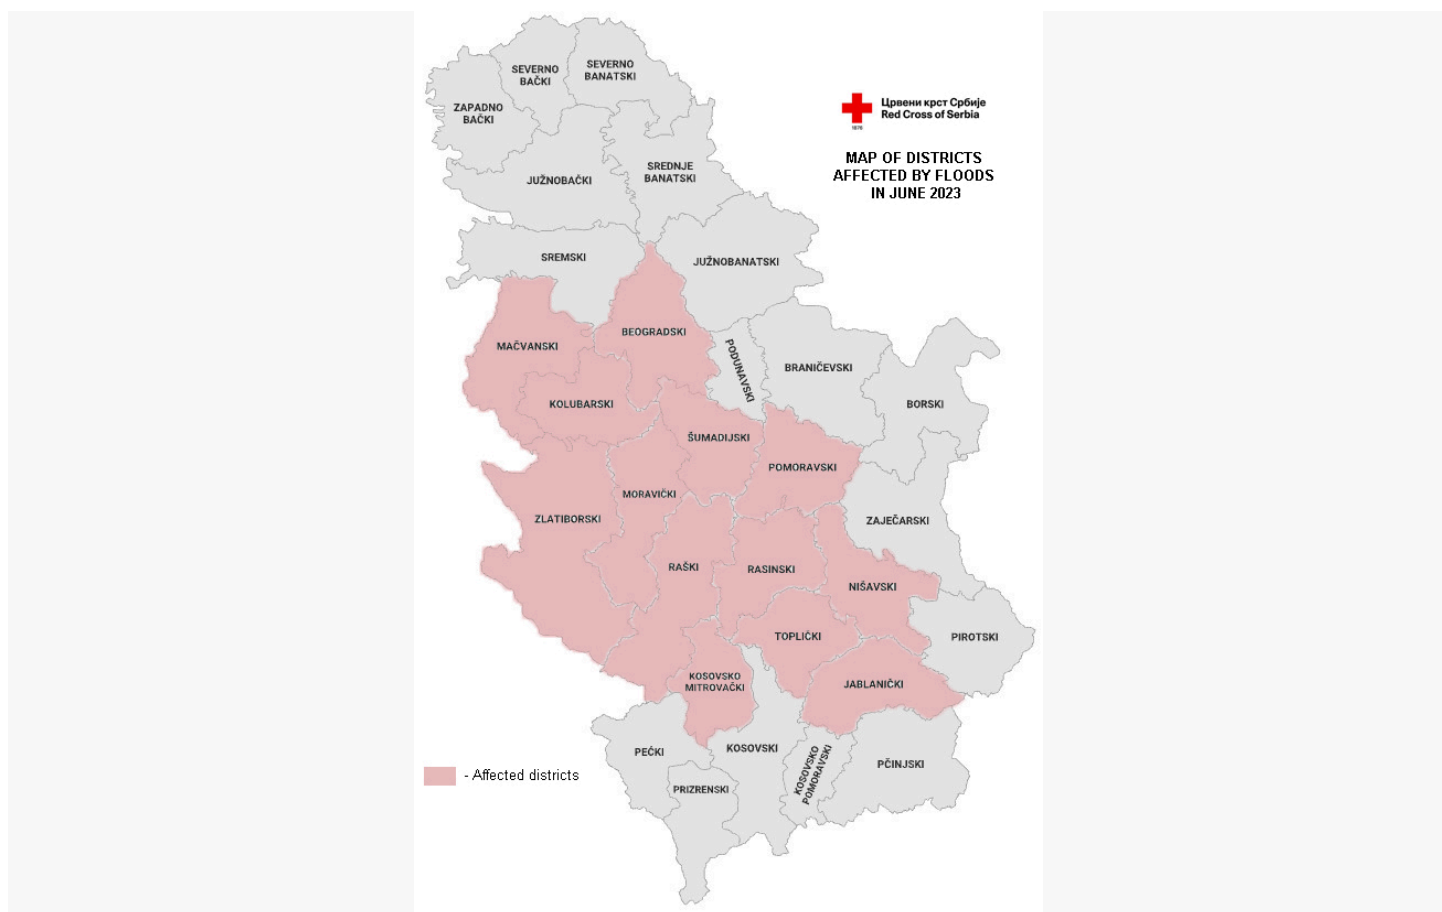 SEVERNO
BAČKI
SEVERNO
BANATSKI
ZAPADNO
BAČKI
Црвени крст Србије
Red Cross of Serbia
1876
MAP OF DISTRICTS
AFFECTED BY FLOODS
IN JUNE 2023
JUŽNOBAČKI
SREDNJE
BANATSKI
SREMSKI
JUŽNOBANATSKI
MAČVANSKI
BEOGRADSKI
PODUNAVSKI
BRANIČEVSKI
BORSKI
KOLUBARSKI
ŠUMADIJSKI
POMORAVSKI
MORAVIČKI
ZLATIBORSKI
ZAJEČARSKI
RAŠKI
RASINSKI
NIŠAVSKI
TOPLIČKI
PIROTSKI
KOSOVSKO
MITROVAČKI
JABLANIČKI
PEĆKI
KOSOVSKI
KOSOVSKO
POMORAVSKI
PČINJSKI
PRIZRENSKI
- Affected districts